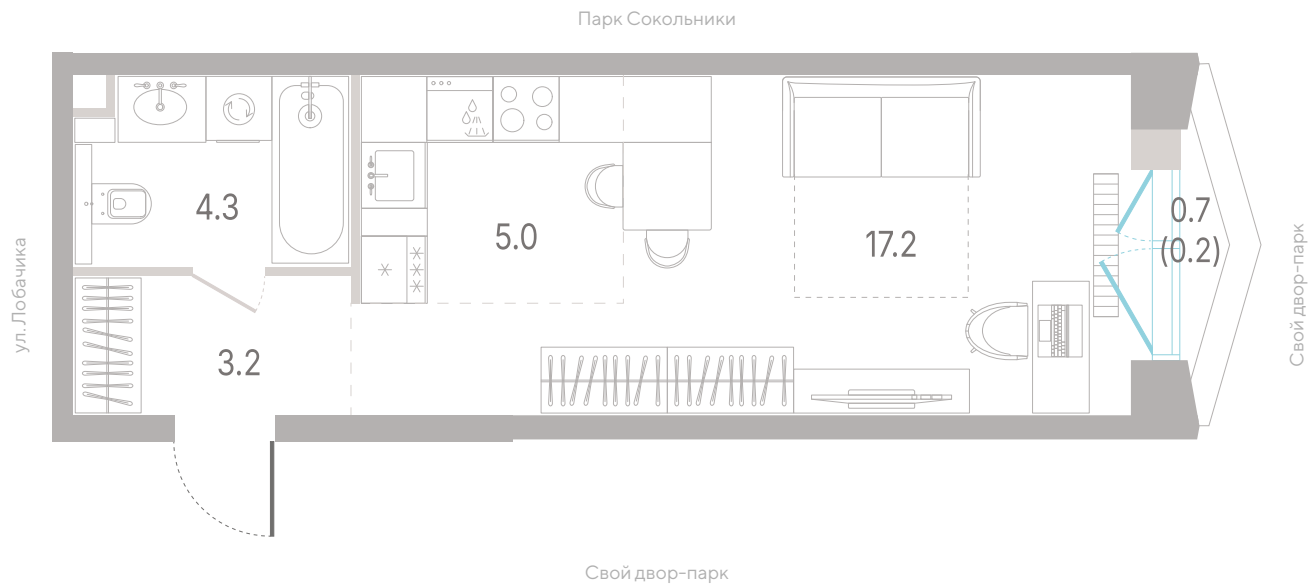 Парк Сокольники
4.3
5.0
17.2
0.7
(0.2)
3.2
ул. Лобачика
Свой двор-парк
Свой двор-парк